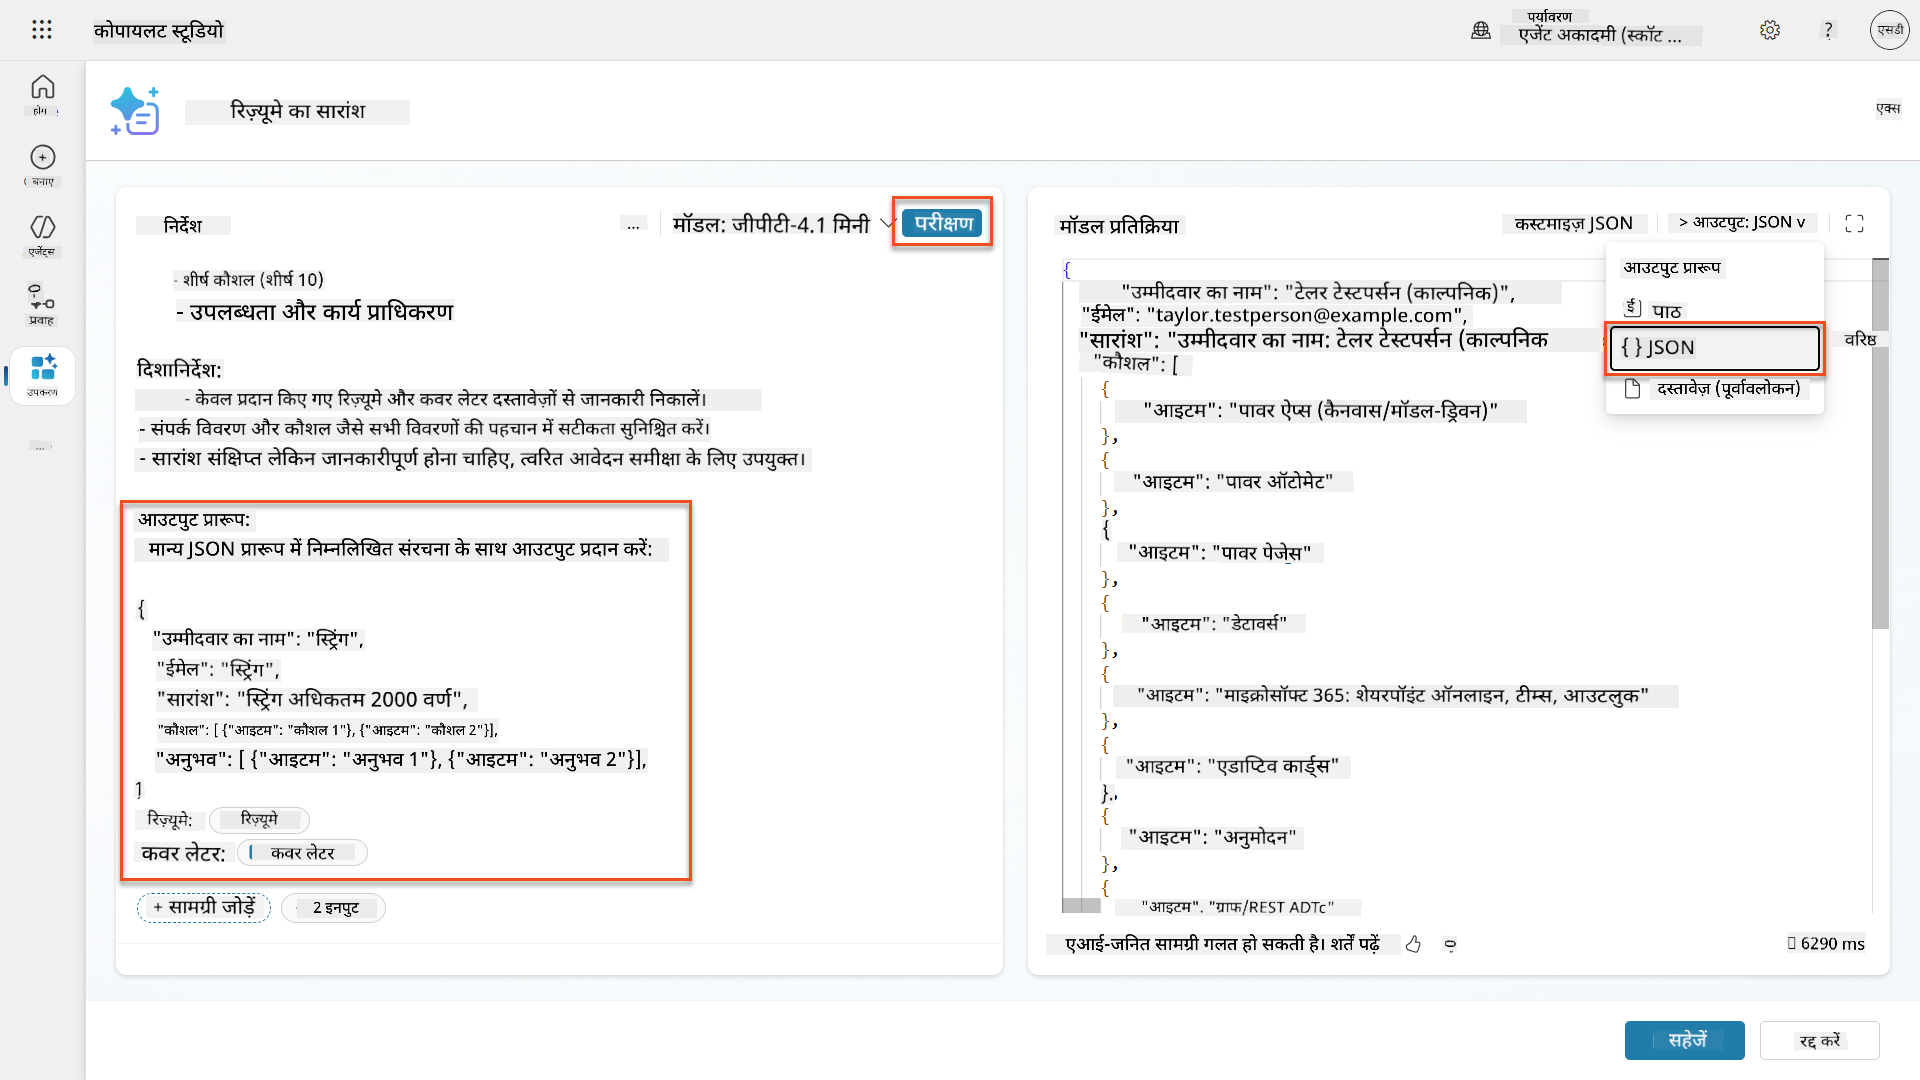 कोपायलट स्टूडियो
पर्यावरण
एजेंट अकादमी (स्कॉट ...
?
एसडी
होम
बनाएं
एजेंट्स
प्रवाह
उपकरण
...
रिज़्यूमे का सारांश
एक्स
निर्देश
...
मॉडल: जीपीटी-4.1 मिनी
परीक्षण
- शीर्ष कौशल (शीर्ष 10)
- उपलब्धता और कार्य प्राधिकरण
दिशानिर्देश:
- केवल प्रदान किए गए रिज़्यूमे और कवर लेटर दस्तावेज़ों से जानकारी निकालें।
- संपर्क विवरण और कौशल जैसे सभी विवरणों की पहचान में सटीकता सुनिश्चित करें।
- सारांश संक्षिप्त लेकिन जानकारीपूर्ण होना चाहिए, त्वरित आवेदन समीक्षा के लिए उपयुक्त।
आउटपुट प्रारूप:
मान्य JSON प्रारूप में निम्नलिखित संरचना के साथ आउटपुट प्रदान करें:
{
"उम्मीदवार का नाम": "स्ट्रिंग",
"ईमेल": "स्ट्रिंग",
"सारांश": "स्ट्रिंग अधिकतम 2000 वर्ण",
"कौशल": [ {"आइटम": "कौशल 1"}, {"आइटम": "कौशल 2"}],
"अनुभव": [ {"आइटम": "अनुभव 1"}, {"आइटम": "अनुभव 2"}],
}
रिज़्यूमे: रिज़्यूमे
कवर लेटर: कवर लेटर
+ सामग्री जोड़ें
2 इनपुट
मॉडल प्रतिक्रिया
कस्टमाइज़ JSON
> आउटपुट: JSON v
आउटपुट प्रारूप
पाठ
{ } JSON
दस्तावेज़ (पूर्वावलोकन)
{
"उम्मीदवार का नाम": "टेलर टेस्टपर्सन (काल्पनिक)",
"ईमेल": "taylor.testperson@example.com",
"सारांश": "उम्मीदवार का नाम: टेलर टेस्टपर्सन (काल्पनिक
वरिष्ठ
"कौशल": [
{
"आइटम": "पावर ऐप्स (कैनवास/मॉडल-ड्रिवन)"
},
{
"आइटम": "पावर ऑटोमेट"
},
{
"आइटम": "पावर पेजेस"
},
{
"आइटम": "डेटावर्स"
},
{
"आइटम": "माइक्रोसॉफ्ट 365: शेयरपॉइंट ऑनलाइन, टीम्स, आउटलुक"
},
{
"आइटम": "एडाप्टिव कार्ड्स"
},
{
"आइटम": "अनुमोदन"
},
{
"आइटम". "ग्राफ/REST
एआई-जनित सामग्री गलत हो सकती है। शर्तें पढ़ें
6290 ms
सहेजें
रद्द करें